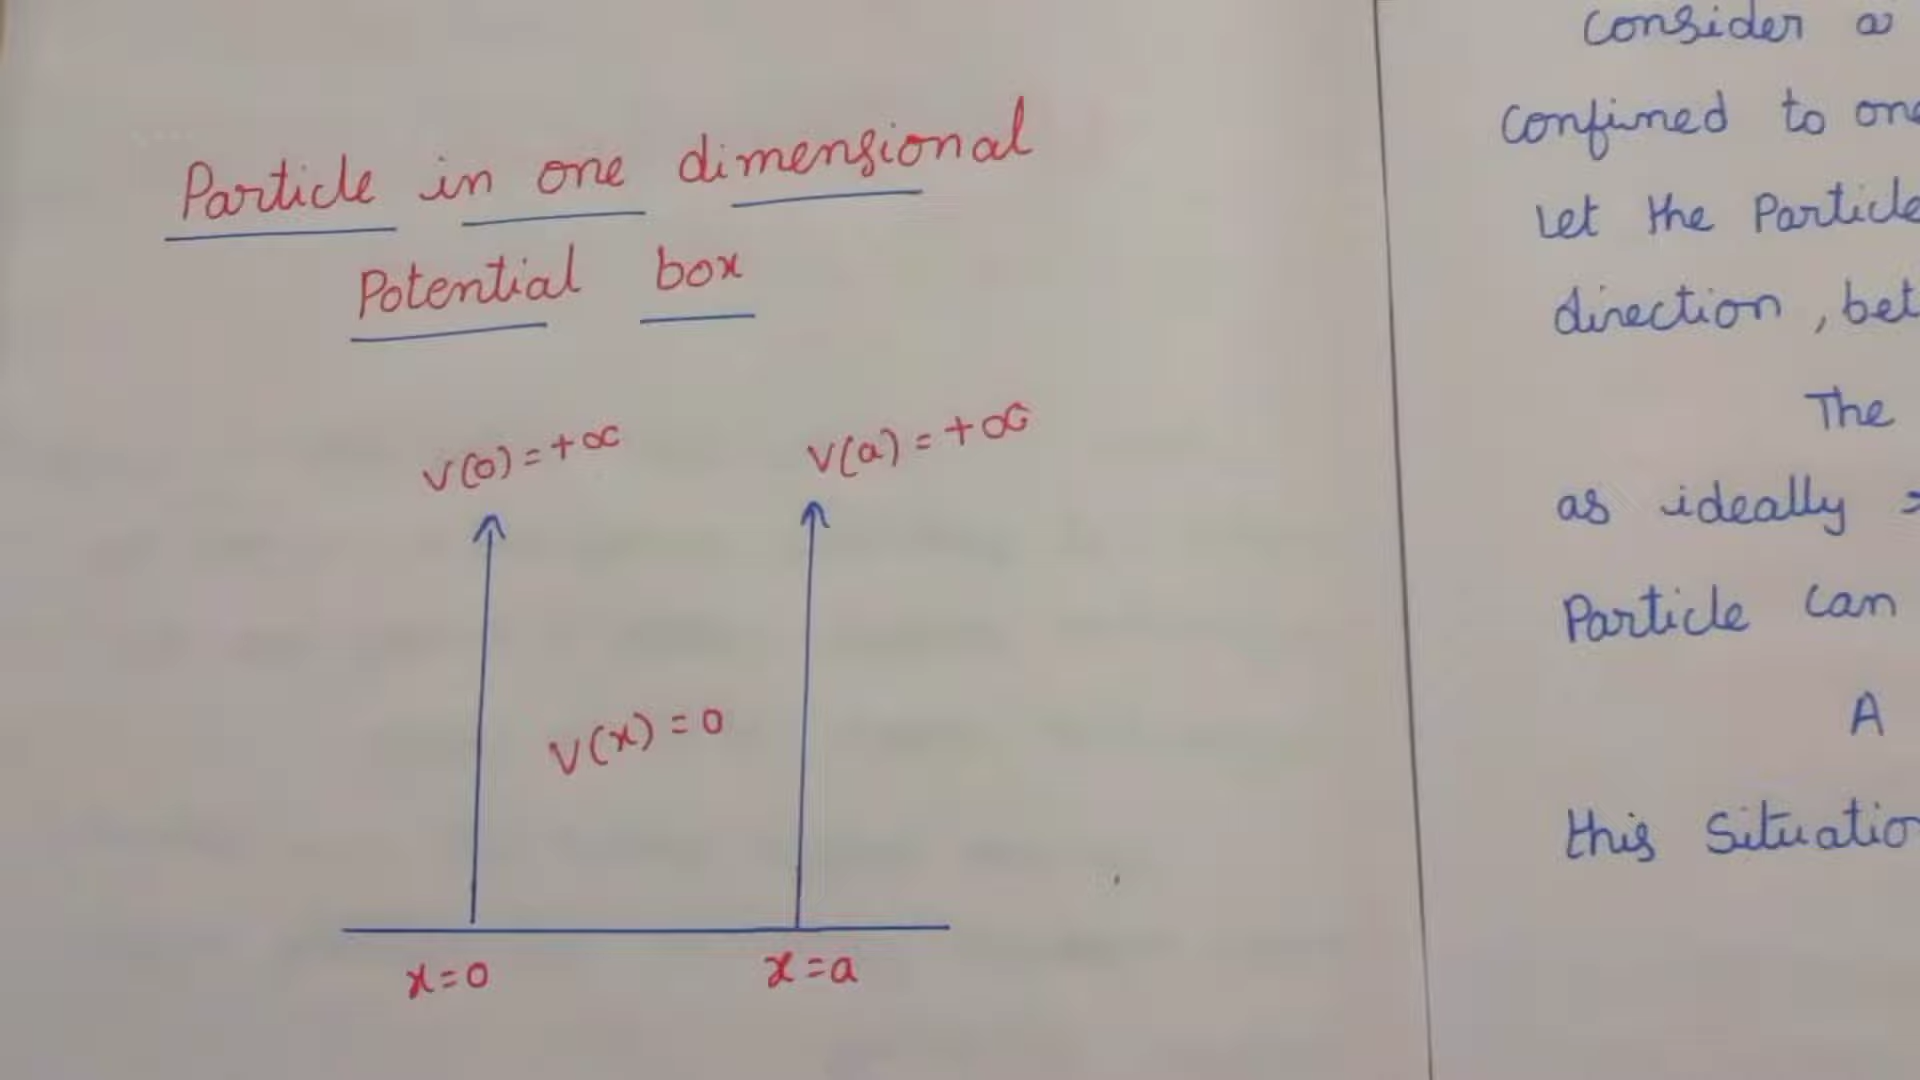 Particle in one dimensional
Potential box
V(0)=+∝
V(a)=+∞
V(x)=0
x=0
x=a
Consider a
confined to one
Let the Particle
direction, bet
The
as ideally
Particle can
A
this Situatio